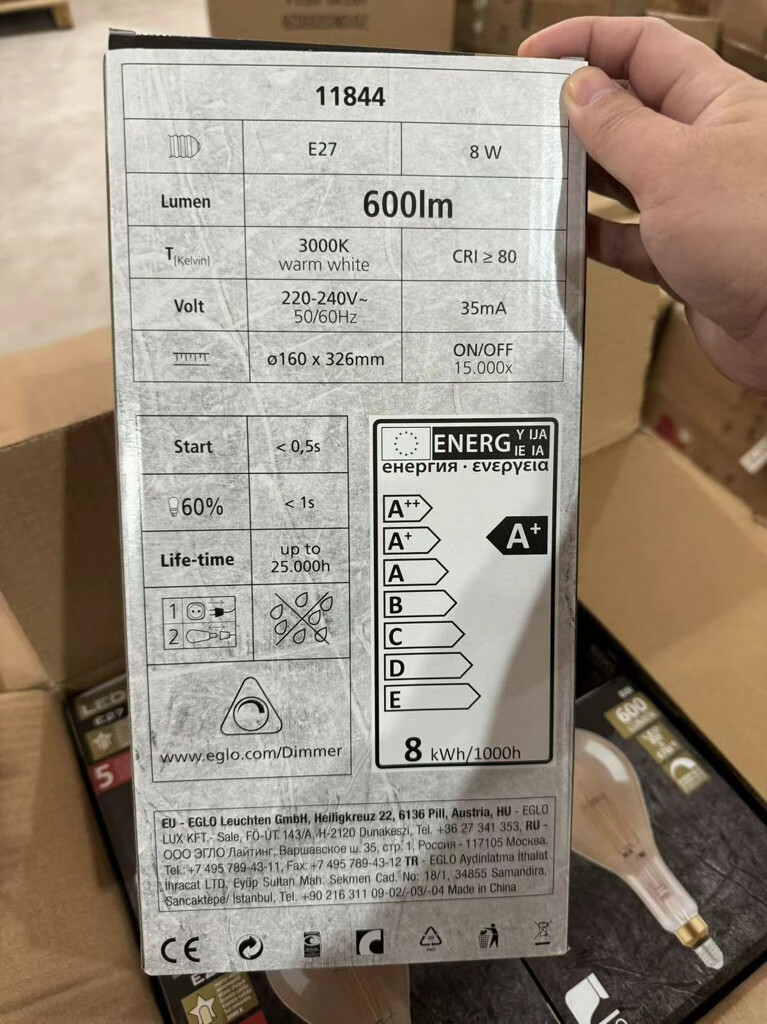 11844
E27 8 W
Lumen 600lm
T[Kelvin] 3000K warm white CRI ≥ 80
Volt 220-240V~ 50/60Hz 35mA
ø160 x 326mm ON/OFF 15.000x
Start < 0,5s
60% < 1s
Life-time up to 25.000h
1
2
www.eglo.com/Dimmer
ENERG Y IJA IE IA
енергия · ενεργεια
A++
A+ A+
A
B
C
D
E
8 kWh/1000h
EU - EGLO Leuchten GmbH, Heiligkreuz 22, 6136 Pill, Austria, HU - EGLO
LUX KFT.- Sale, FÖ-ÚT. 143/A, H-2120 Dunakeszi, Tel. +36 27 341 353, RU -
ООО ЭГЛО Лайтинг, Варшавское ш. 35, стр. 1, Россия - 117105 Москва,
Tel.: +7 495 789-43-11, Fax: +7 495 789-43-12 TR - EGLO Aydinlatma Ithalat
Ihracat LTD, Eyüp Sultan Mah. Sekmen Cad. No: 18/1, 34855 Samandira,
Sancaktepe/ Istanbul, Tel. +90 216 311 09-02/-03/-04 Made in China
CE
LED
E27
5
8W
600